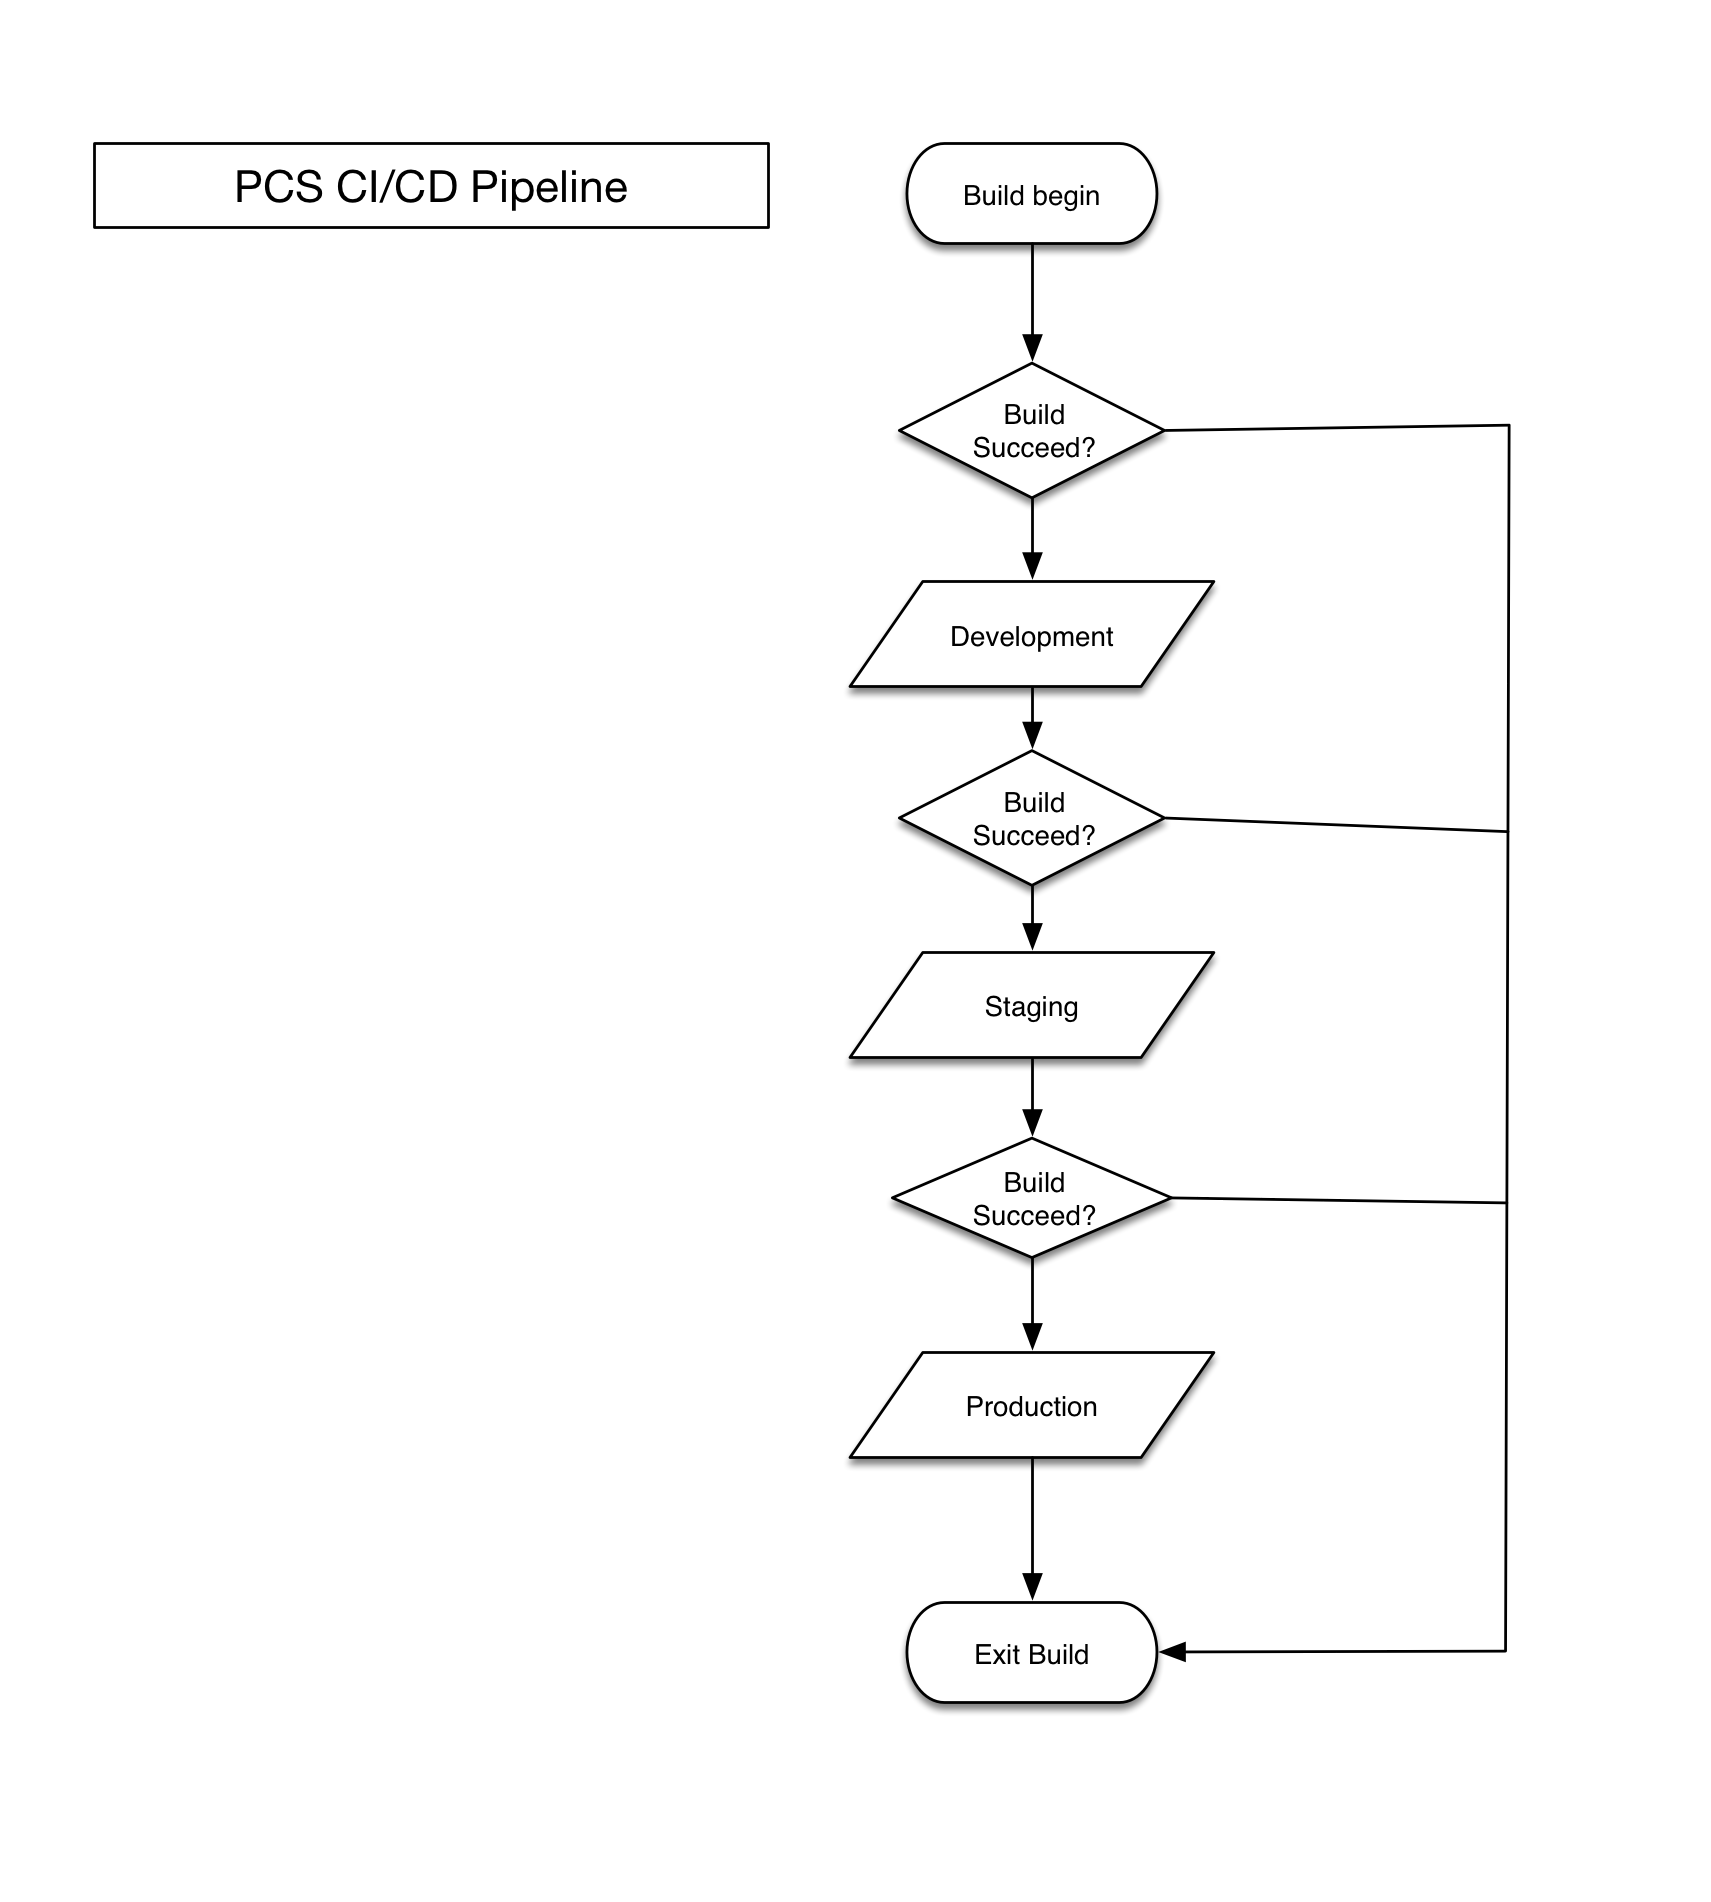 PCS CI/CD Pipeline
Build begin
Build
Succeed?
Development
Build
Succeed?
Staging
Build
Succeed?
Production
Exit Build